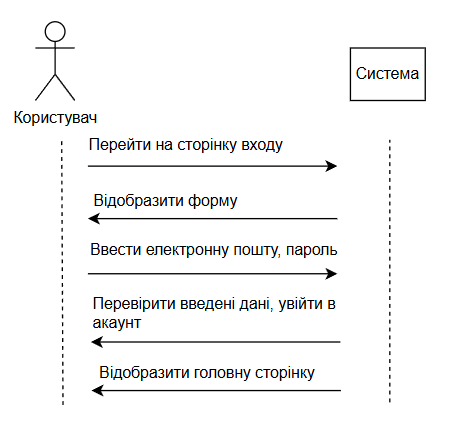 Система
Користувач
Перейти на сторінку входу
Відобразити форму
Ввести електронну пошту, пароль
Перевірити введені дані, увійти в
акаунт
Відобразити головну сторінку